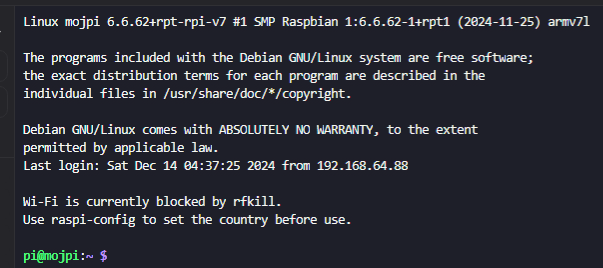 Linux mojpi 6.6.62+rpt-rpi-v7 #1 SMP Raspbian 1:6.6.62-1+rpt1 (2024-11-25) armv7l
The programs included with the Debian GNU/Linux system are free software;
the exact distribution terms for each program are described in the
individual files in /usr/share/doc/*/copyright.
Debian GNU/Linux comes with ABSOLUTELY NO WARRANTY, to the extent
permitted by applicable law.
Last login: Sat Dec 14 04:37:25 2024 from 192.168.64.88
Wi-Fi is currently blocked by rfkill.
Use raspi-config to set the country before use.
pi@mojpi:~ $